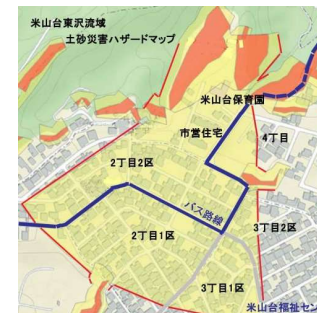 米山台東沢流域
土砂災害ハザードマップ
米山台保育園
市営住宅
4丁目
2丁目2区
バス路線
2丁目1区
3丁目2区
3丁目1区
米山台福祉セン